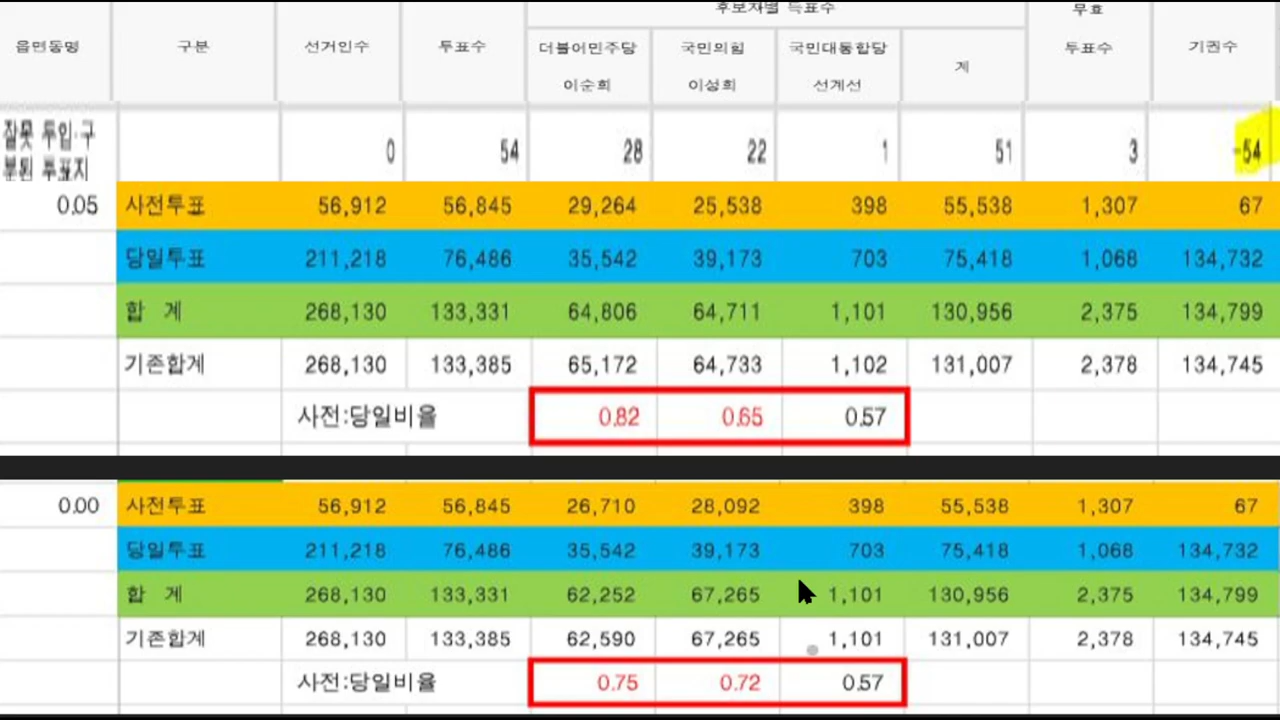 후보자별 득표수
무효
읍면동명 구분 선거인수 투표수 더불어민주당 국민의힘 국민대통합당 계 투표수 기권수
이순희 이성희 선계선
잘못 투입·구
분된 투표지
0 54 28 22 1 51 3 -54
0.05 사전투표 56,912 56,845 29,264 25,538 398 55,538 1,307 67
당일투표 211,218 76,486 35,542 39,173 703 75,418 1,068 134,732
합 계 268,130 133,331 64,806 64,711 1,101 130,956 2,375 134,799
기존합계 268,130 133,385 65,172 64,733 1,102 131,007 2,378 134,745
사전:당일비율 0.82 0.65 0.57
0.00 사전투표 56,912 56,845 26,710 28,092 398 55,538 1,307 67
당일투표 211,218 76,486 35,542 39,173 703 75,418 1,068 134,732
합 계 268,130 133,331 62,252 67,265 1,101 130,956 2,375 134,799
기존합계 268,130 133,385 62,590 67,265 1,101 131,007 2,378 134,745
사전:당일비율 0.75 0.72 0.57